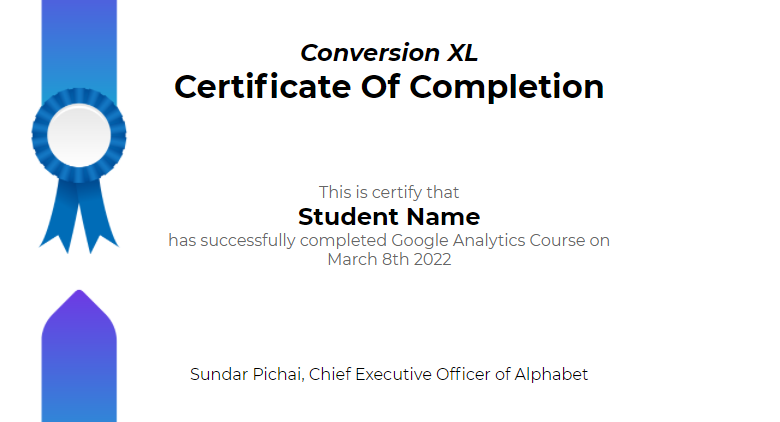 Conversion XL
Certificate Of Completion
This is certify that
Student Name
has successfully completed Google Analytics Course on
March 8th 2022
Sundar Pichai, Chief Executive Officer of Alphabet